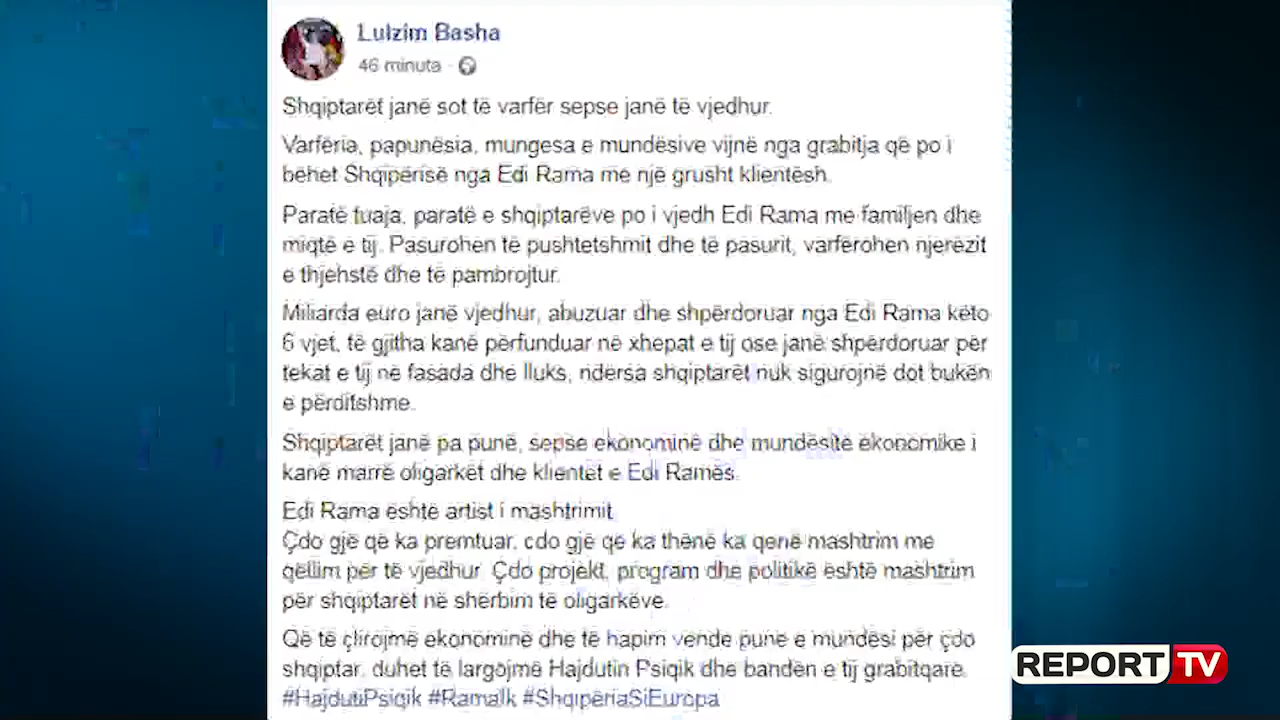 Lulzim Basha
46 minuta ·
Shqiptarët janë sot të varfër sepse janë të vjedhur.
Varfëria, papunësia, mungesa e mundësive vijnë nga grabitja që po i
bëhet Shqipërisë nga Edi Rama me një grusht klientësh.
Paratë tuaja, paratë e shqiptarëve po i vjedh Edi Rama me familjen dhe
miqtë e tij. Pasurohen të pushtetshmit dhe të pasurit, varfërohen njerëzit
e thjehstë dhe të pambrojtur.
Miliarda euro janë vjedhur, abuzuar dhe shpërdoruar nga Edi Rama këto
6 vjet, të gjitha kanë përfunduar në xhepat e tij ose janë shpërdoruar për
tekat e tij në fasada dhe lluks, ndërsa shqiptarët nuk sigurojnë dot bukën
e përditshme.
Shqiptarët janë pa punë, sepse ekonominë dhe mundësitë ekonomike i
kanë marrë oligarkët dhe klientët e Edi Ramës.
Edi Rama është artist i mashtrimit.
Çdo gjë që ka premtuar, cdo gjë që ka thënë ka qenë mashtrim me
qëllim për të vjedhur. Çdo projekt, program dhe politikë është mashtrim
për shqiptarët në shërbim të oligarkëve.
Që të çlirojmë ekonominë dhe të hapim vende pune e mundësi për çdo
shqiptar, duhet të largojmë Hajdutin Psiqik dhe bandën e tij grabitqare.
#HajdutiPsiqik #RamaIk #ShqipëriaSiEuropa
REPORT TV